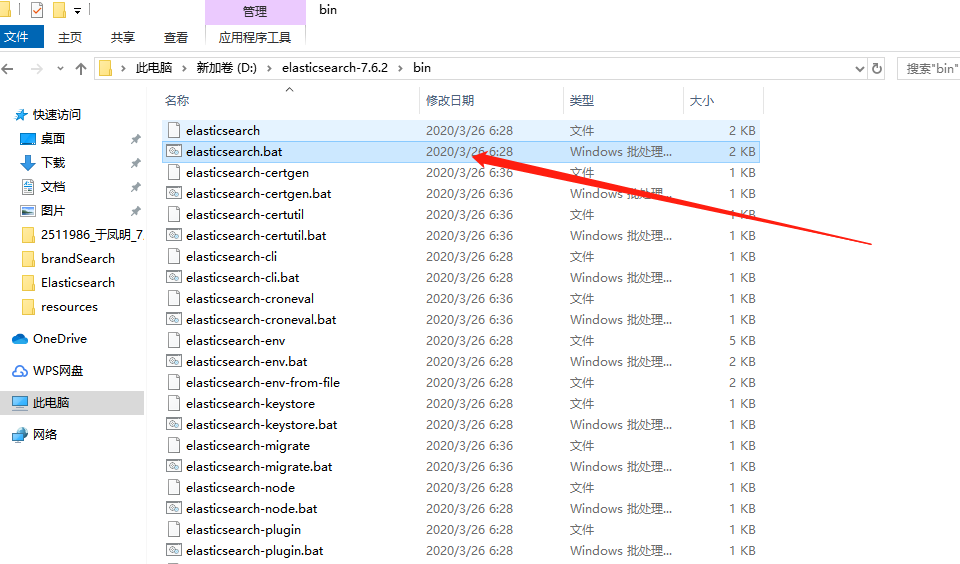 管理
bin
文件
主页
共享
查看
应用程序工具
此电脑 新加卷 (D:) elasticsearch-7.6.2 bin
搜索"bin"
快速访问
桌面
下载
文档
图片
2511986_于凤明_7.
brandSearch
Elasticsearch
resources
OneDrive
WPS网盘
此电脑
网络
名称 修改日期 类型 大小
elasticsearch 2020/3/26 6:28 文件 2 KB
elasticsearch.bat 2020/3/26 6:28 Windows 批处理... 2 KB
elasticsearch-certgen 2020/3/26 6:36 文件 1 KB
elasticsearch-certgen.bat 2020/3/26 6:36 Windows 批处理... 1 KB
elasticsearch-certutil 2020/3/26 6:36 文件 1 KB
elasticsearch-certutil.bat 2020/3/26 6:36 Windows 批处理... 1 KB
elasticsearch-cli 2020/3/26 6:28 文件 1 KB
elasticsearch-cli.bat 2020/3/26 6:28 Windows 批处理... 1 KB
elasticsearch-croneval 2020/3/26 6:36 文件 1 KB
elasticsearch-croneval.bat 2020/3/26 6:36 Windows 批处理... 1 KB
elasticsearch-env 2020/3/26 6:28 文件 5 KB
elasticsearch-env.bat 2020/3/26 6:28 Windows 批处理... 2 KB
elasticsearch-env-from-file 2020/3/26 6:28 文件 2 KB
elasticsearch-keystore 2020/3/26 6:28 文件 1 KB
elasticsearch-keystore.bat 2020/3/26 6:28 Windows 批处理... 1 KB
elasticsearch-migrate 2020/3/26 6:36 文件 1 KB
elasticsearch-migrate.bat 2020/3/26 6:36 Windows 批处理... 1 KB
elasticsearch-node 2020/3/26 6:28 文件 1 KB
elasticsearch-node.bat 2020/3/26 6:28 Windows 批处理... 1 KB
elasticsearch-plugin 2020/3/26 6:28 文件 1 KB
elasticsearch-plugin.bat 2020/3/26 6:28 Windows 批处理... 1 KB